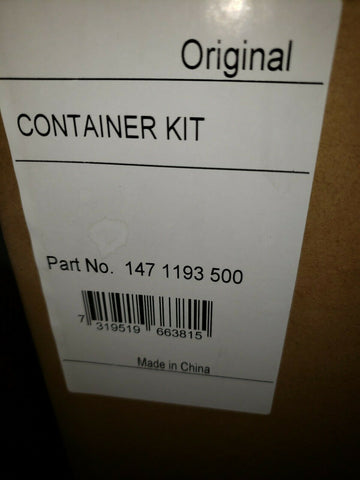 Original
CONTAINER KIT
Part No. 147 1193 500
7 319519 663815
Made in China